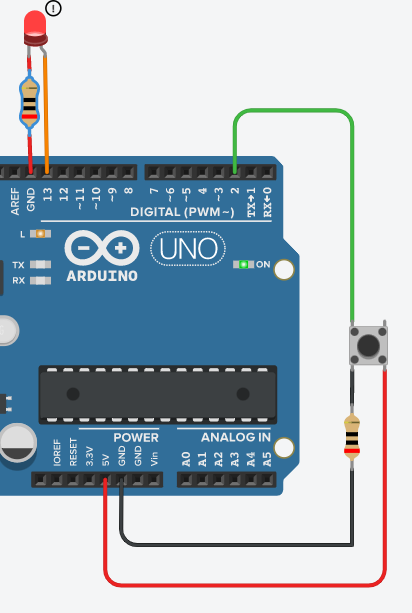 !
AREF
GND
13
12
~11
~10
~9
8
7
~6
~5
4
~3
2
TX→1
RX←0
DIGITAL (PWM~)
L
TX
RX
ARDUINO
UNO
ON
IOREF
RESET
3.3V
5V
GND
GND
Vin
POWER
ANALOG IN
A0
A1
A2
A3
A4
A5